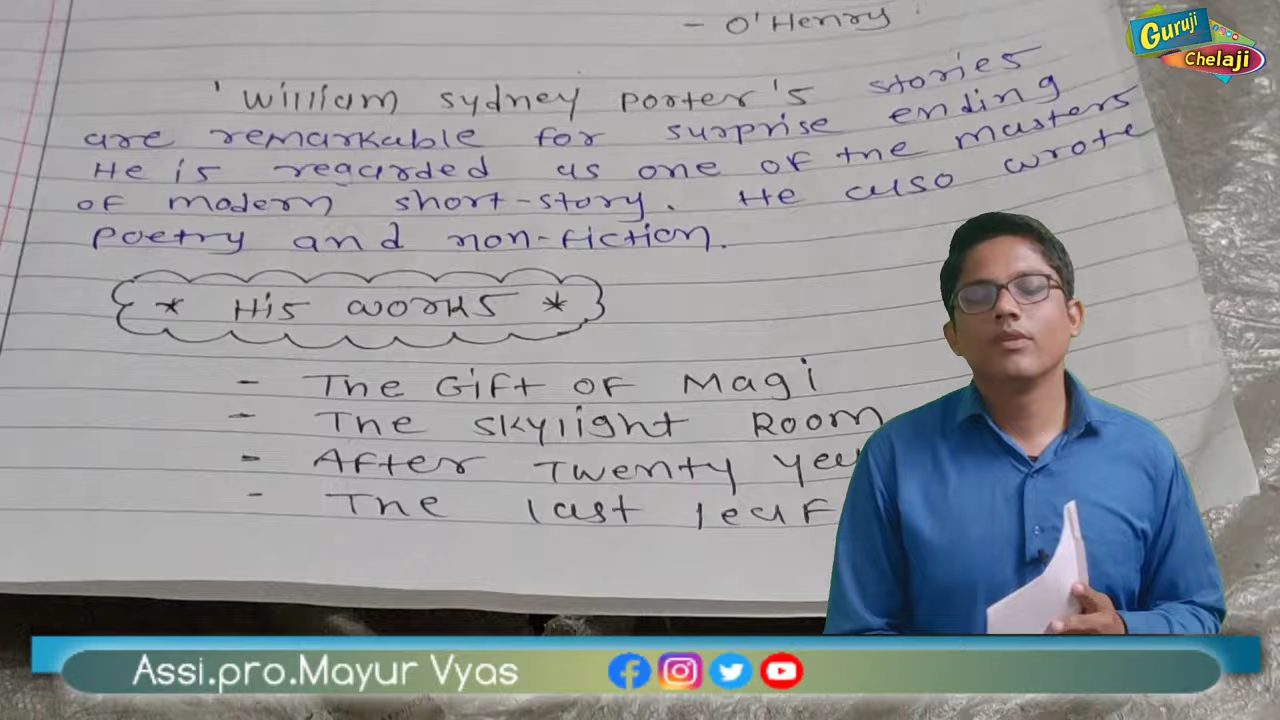 - O'Henry.
Guruji
Chelaji
'William Sydney Porter's stories
are remarkable for surprise ending
He is regarded as one of the masters
of modern short-story. He also wrote
poetry and non-fiction.
* His works *
- The Gift of Magi
- The Skylight Room
- After Twenty
- The last leaf
Assi.pro.Mayur Vyas